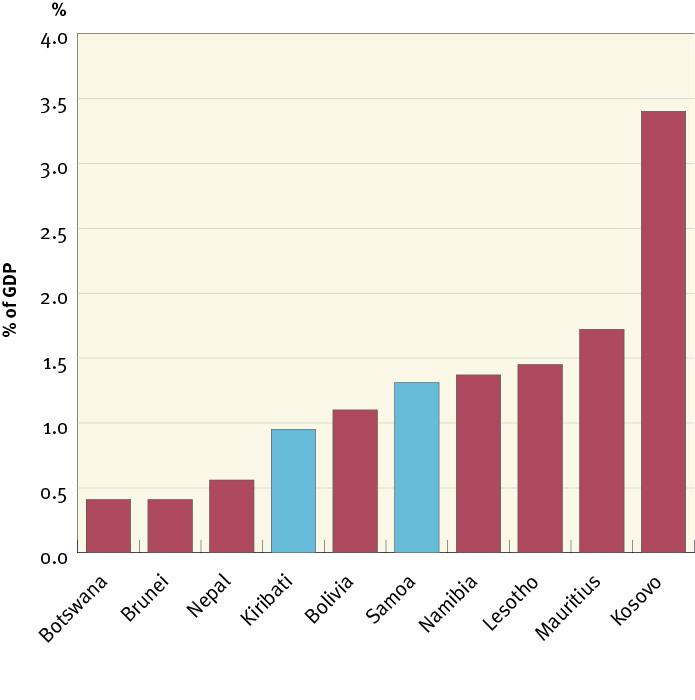 %
4.0
3.5
3.0
2.5
2.0
1.5
1.0
0.5
0.0
% of GDP
Botswana
Brunei
Nepal
Kiribati
Bolivia
Samoa
Namibia
Lesotho
Mauritius
Kosovo